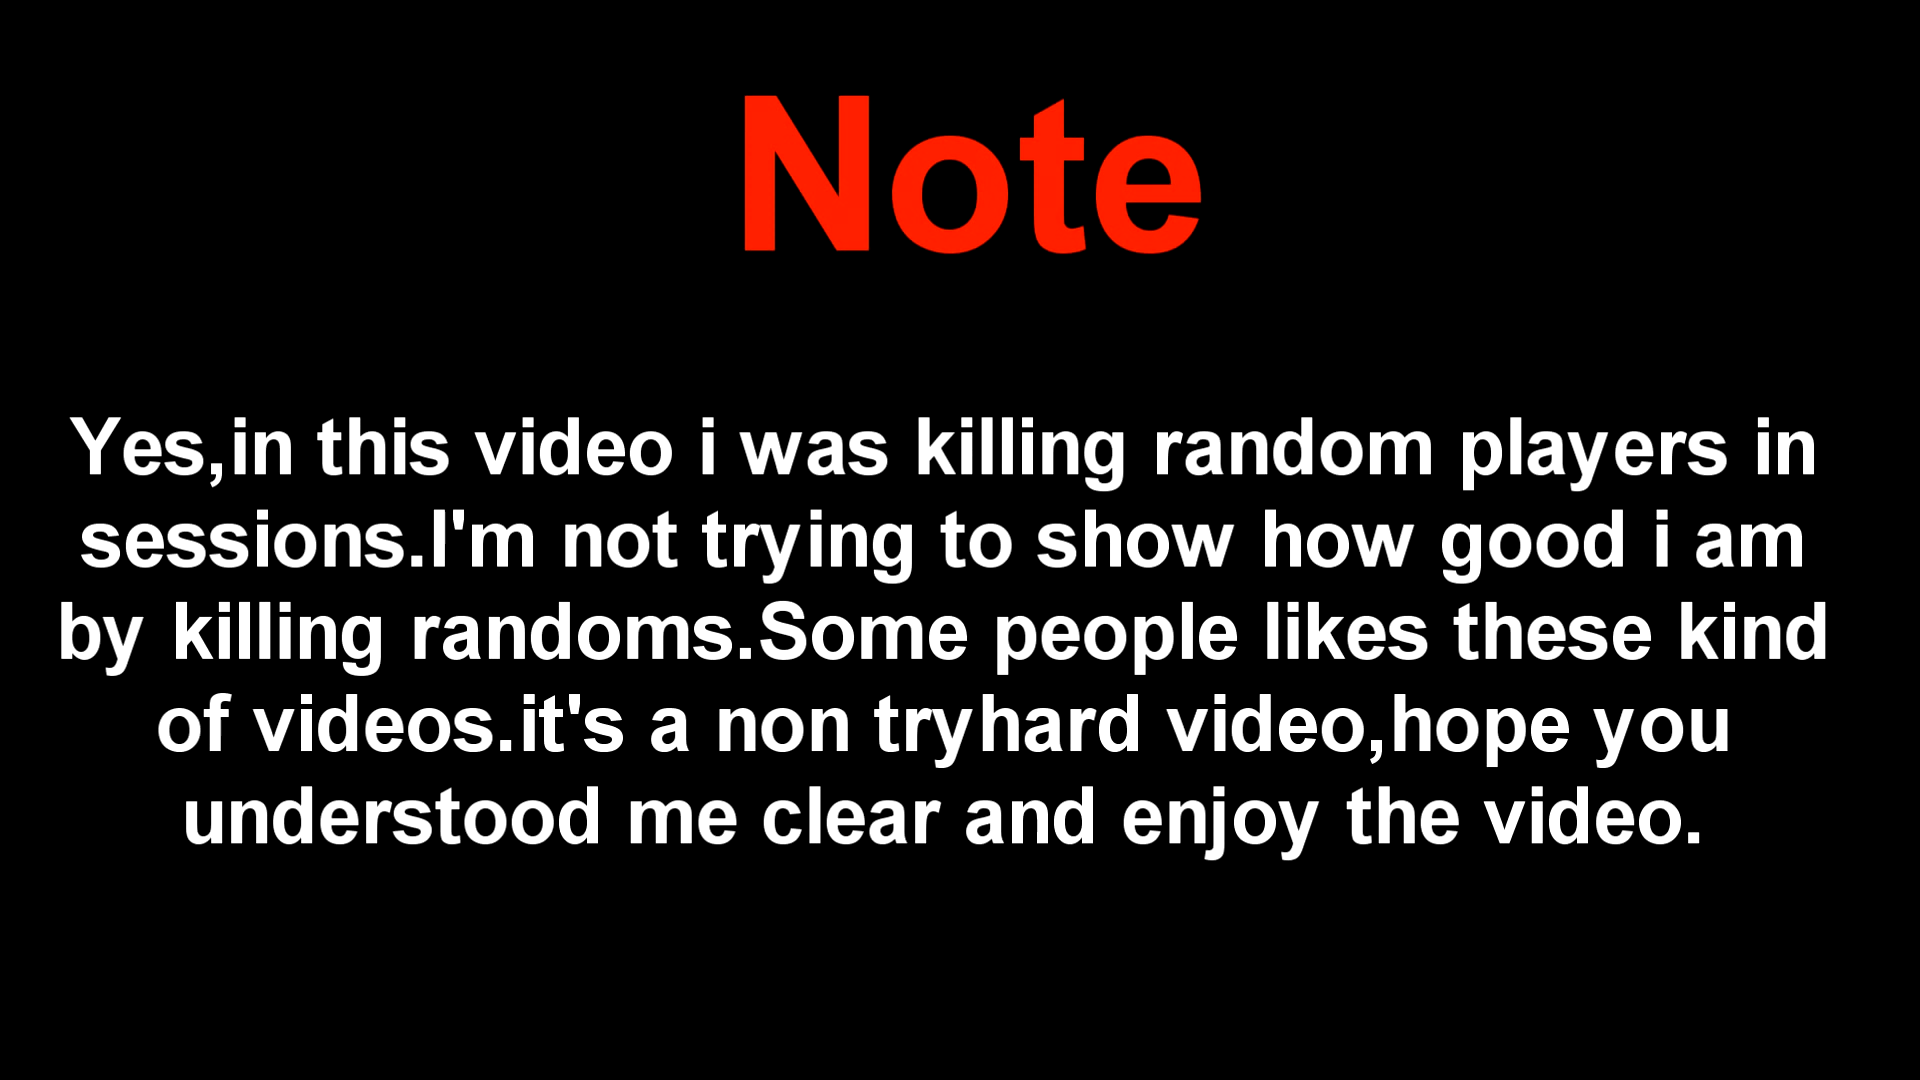 Note
Yes,in this video i was killing random players in
sessions.I'm not trying to show how good i am
by killing randoms.Some people likes these kind
of videos.it's a non tryhard video,hope you
understood me clear and enjoy the video.